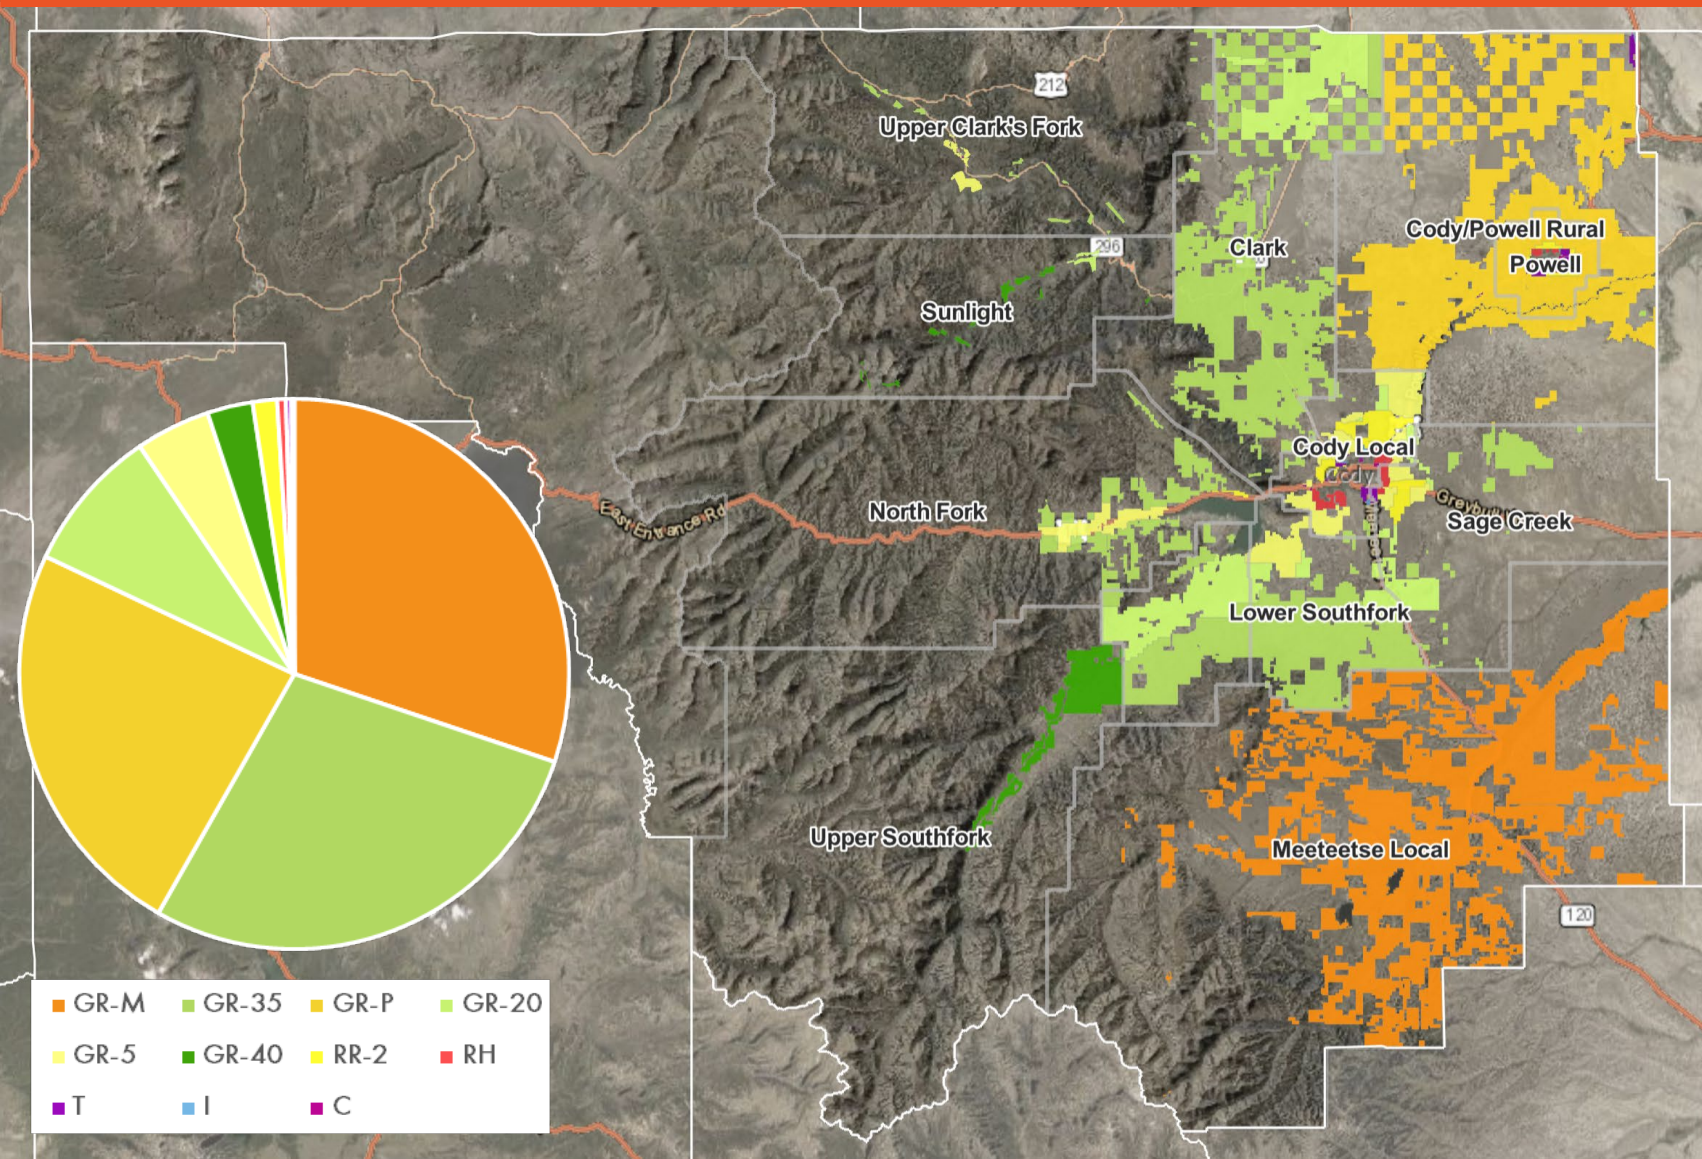 212
Upper Clark's Fork
Cody/Powell Rural
296
Clark
Powell
Sunlight
Cody Local
Cody
North Fork
East Entrance Rd
Sage Creek
Lower Southfork
Upper Southfork
Meeteetse Local
120
GR-M GR-35 GR-P GR-20
GR-5 GR-40 RR-2 RH
T I C